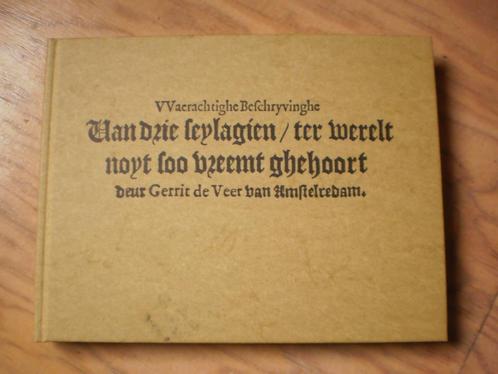 VVaerachtighe Beſchryvinghe
Van drie ſeylagien / ter werelt
noyt ſoo vreemt ghehoort
deur Gerrit de Veer van Amſtelredam.